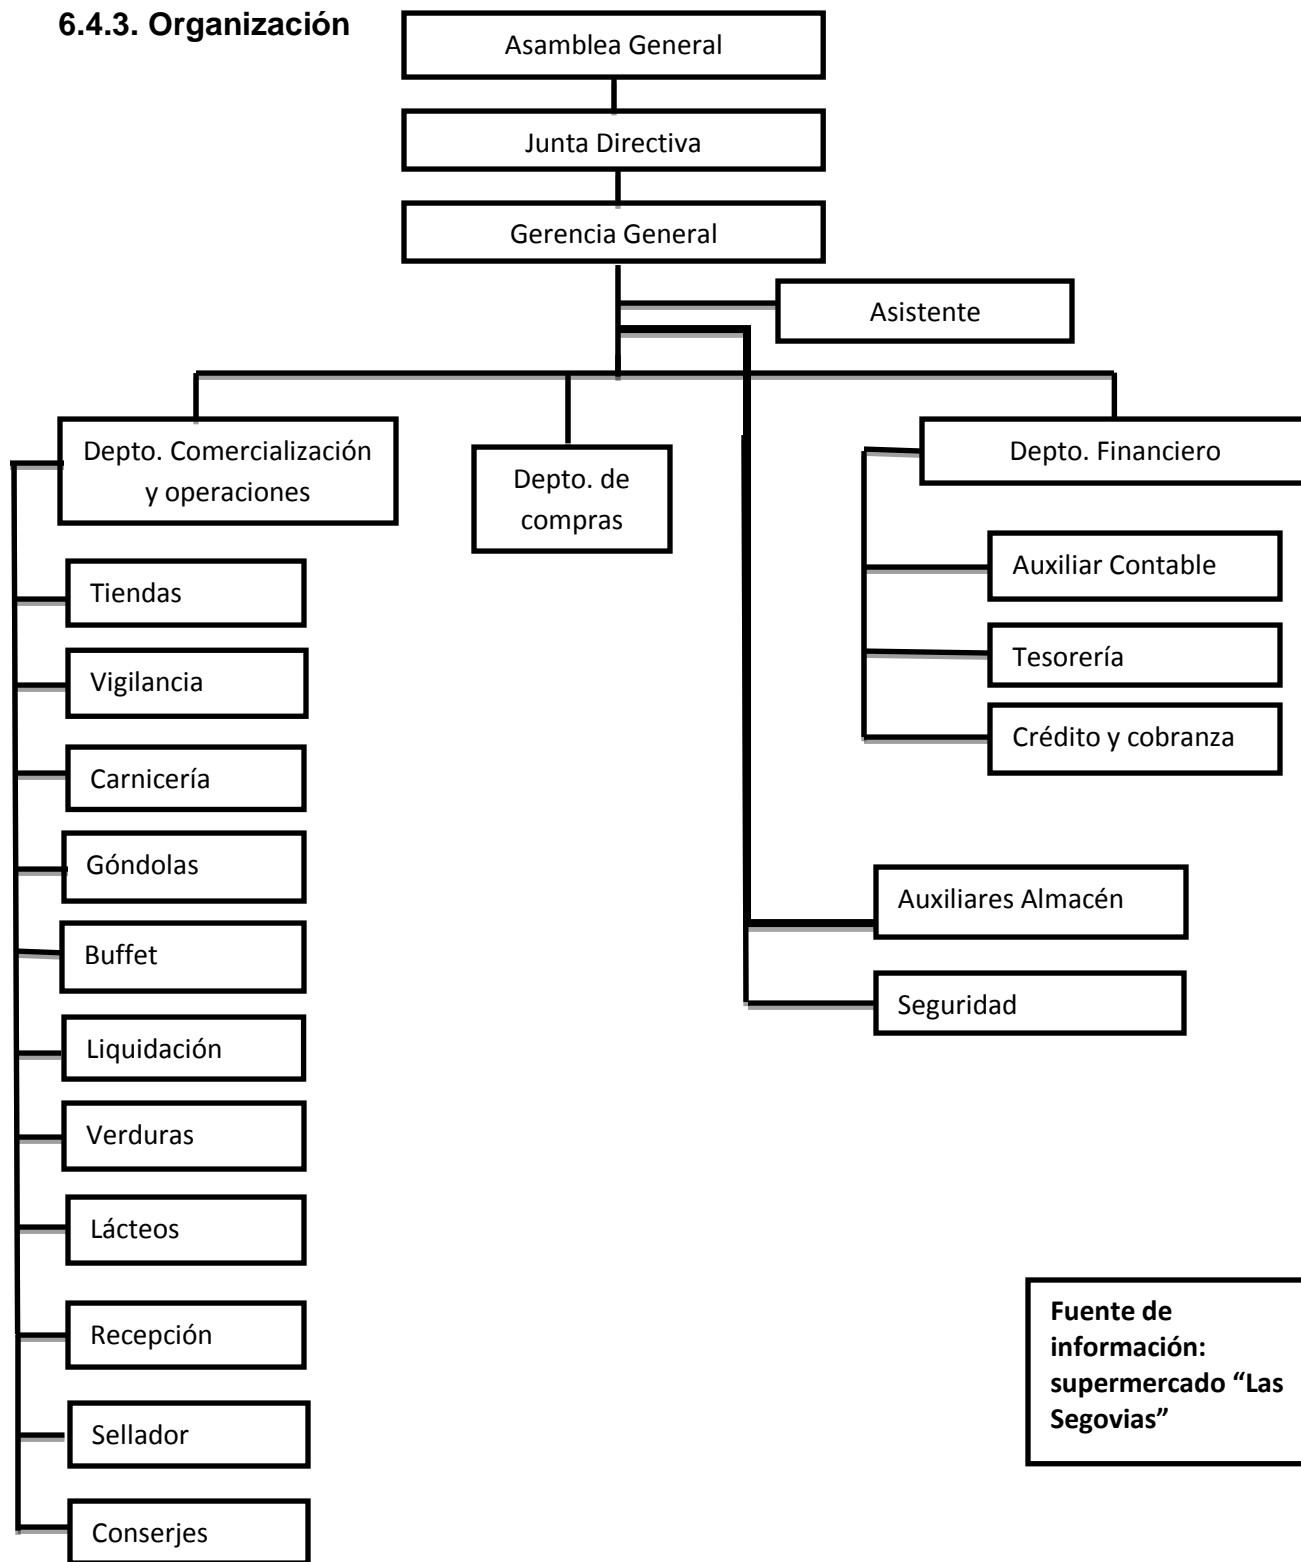 6.4.3. Organización
Asamblea General
Junta Directiva
Gerencia General
Asistente
Depto. Comercialización
y operaciones
Depto. de
compras
Depto. Financiero
Tiendas
Vigilancia
Carnicería
Góndolas
Buffet
Liquidación
Verduras
Lácteos
Recepción
Sellador
Conserjes
Auxiliar Contable
Tesorería
Crédito y cobranza
Auxiliares Almacén
Seguridad
Fuente de
información:
supermercado “Las
Segovias”